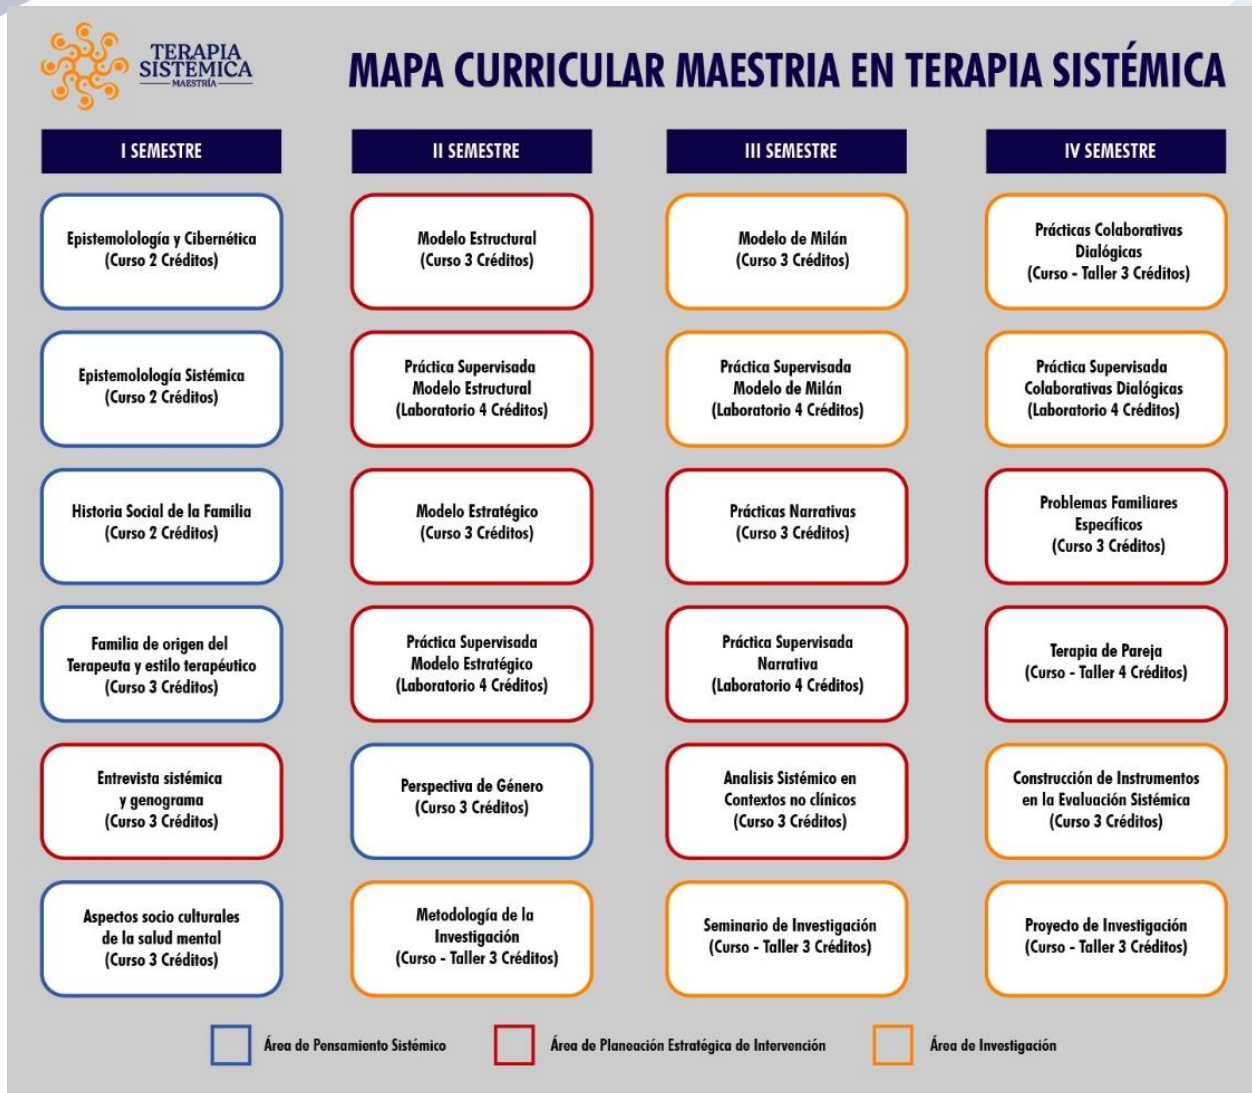 TERAPIA
SISTÉMICA
MAESTRÍA
MAPA CURRICULAR MAESTRIA EN TERAPIA SISTÉMICA
I SEMESTRE
Epistemolología y Cibernética
(Curso 2 Créditos)
Epistemolología Sistémica
(Curso 2 Créditos)
Historia Social de la Familia
(Curso 2 Créditos)
Familia de origen del
Terapeuta y estilo terapéutico
(Curso 3 Créditos)
Entrevista sistémica
y genograma
(Curso 3 Créditos)
Aspectos socio culturales
de la salud mental
(Curso 3 Créditos)
II SEMESTRE
Modelo Estructural
(Curso 3 Créditos)
Práctica Supervisada
Modelo Estructural
(Laboratorio 4 Créditos)
Modelo Estratégico
(Curso 3 Créditos)
Práctica Supervisada
Modelo Estratégico
(Laboratorio 4 Créditos)
Perspectiva de Género
(Curso 3 Créditos)
Metodología de la
Investigación
(Curso - Taller 3 Créditos)
III SEMESTRE
Modelo de Milán
(Curso 3 Créditos)
Práctica Supervisada
Modelo de Milán
(Laboratorio 4 Créditos)
Prácticas Narrativas
(Curso 3 Créditos)
Práctica Supervisada
Narrativa
(Laboratorio 4 Créditos)
Analisis Sistémico en
Contextos no clínicos
(Curso 3 Créditos)
Seminario de Investigación
(Curso - Taller 3 Créditos)
IV SEMESTRE
Prácticas Colaborativas
Dialógicas
(Curso - Taller 3 Créditos)
Práctica Supervisada
Colaborativas Dialógicas
(Laboratorio 4 Créditos)
Problemas Familiares
Específicos
(Curso 3 Créditos)
Terapia de Pareja
(Curso - Taller 4 Créditos)
Construcción de Instrumentos
en la Evaluación Sistémica
(Curso 3 Créditos)
Proyecto de Investigación
(Curso - Taller 3 Créditos)
Área de Pensamiento Sistémico
Área de Planeación Estratégica de Intervención
Área de Investigación